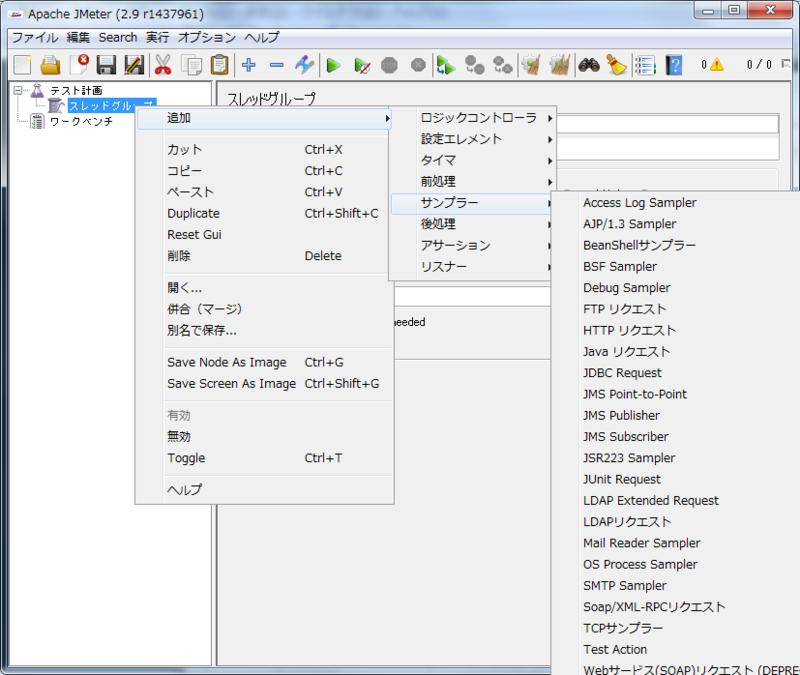 Apache JMeter (2.9 r1437961)
ファイル 編集 Search 実行 オプション ヘルプ
0 0 / 0
テスト計画
スレッドグループ
ワークベンチ
スレッドグループ
追加
カット Ctrl+X
コピー Ctrl+C
ペースト Ctrl+V
Duplicate Ctrl+Shift+C
Reset Gui
削除 Delete
開く...
併合（マージ）
別名で保存...
Save Node As Image Ctrl+G
Save Screen As Image Ctrl+Shift+G
有効
無効
Toggle Ctrl+T
ヘルプ
ロジックコントローラ
設定エレメント
タイマ
前処理
サンプラー
後処理
アサーション
リスナー
needed
Access Log Sampler
AJP/1.3 Sampler
BeanShellサンプラー
BSF Sampler
Debug Sampler
FTP リクエスト
HTTP リクエスト
Java リクエスト
JDBC Request
JMS Point-to-Point
JMS Publisher
JMS Subscriber
JSR223 Sampler
JUnit Request
LDAP Extended Request
LDAPリクエスト
Mail Reader Sampler
OS Process Sampler
SMTP Sampler
Soap/XML-RPCリクエスト
TCPサンプラー
Test Action
Webサービス(SOAP)リクエスト (DEPRE